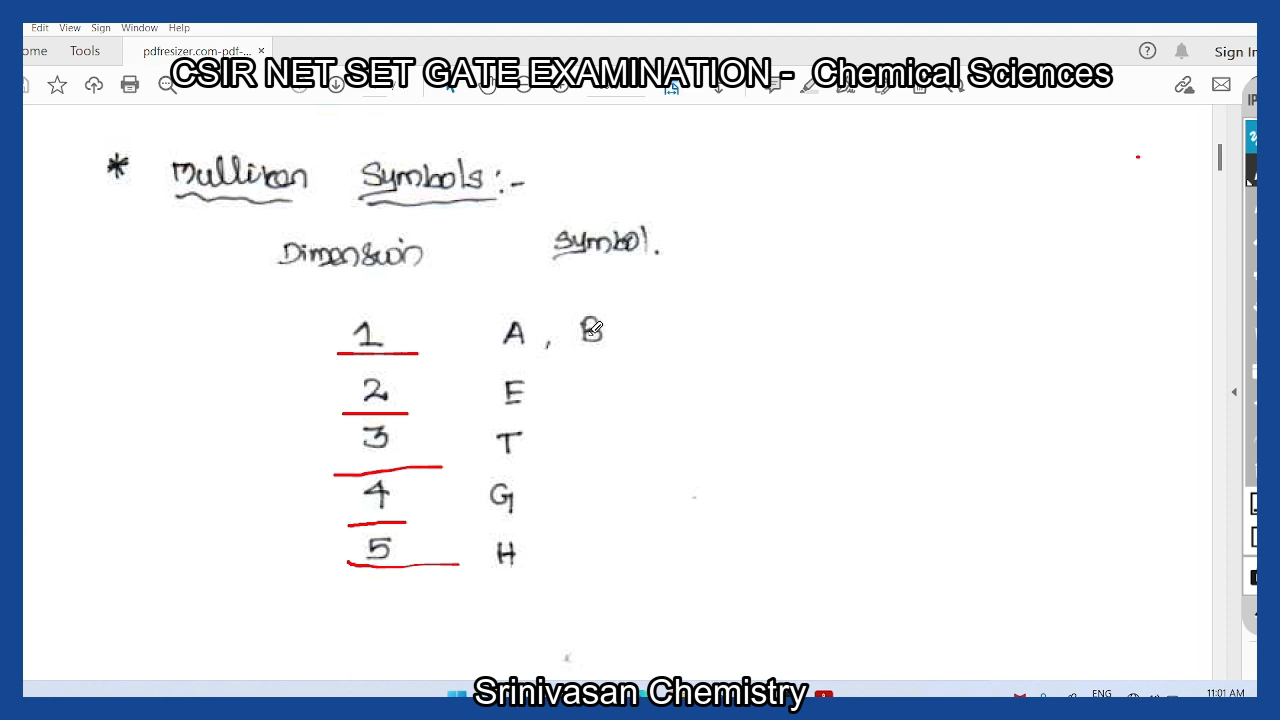 Edit View Sign Window Help
ome Tools pdfresizer.com-pdf-... × Sign In
CSIR NET SET GATE EXAMINATION - Chemical Sciences
* Mulliken Symbols:-
Dimension Symbol.
1 A , B
2 E
3 T
4 G
5 H
Srinivasan Chemistry
ENG 11:01 AM